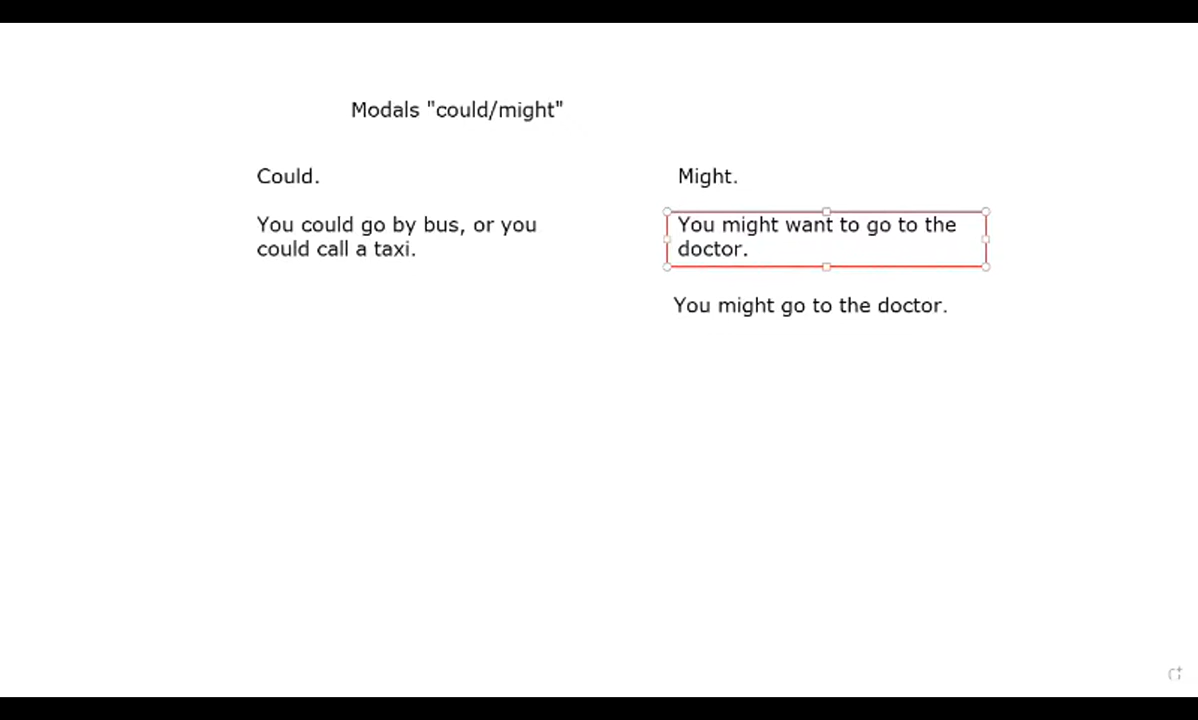 Modals "could/might"
Could.
You could go by bus, or you
could call a taxi.
Might.
You might want to go to the
doctor.
You might go to the doctor.